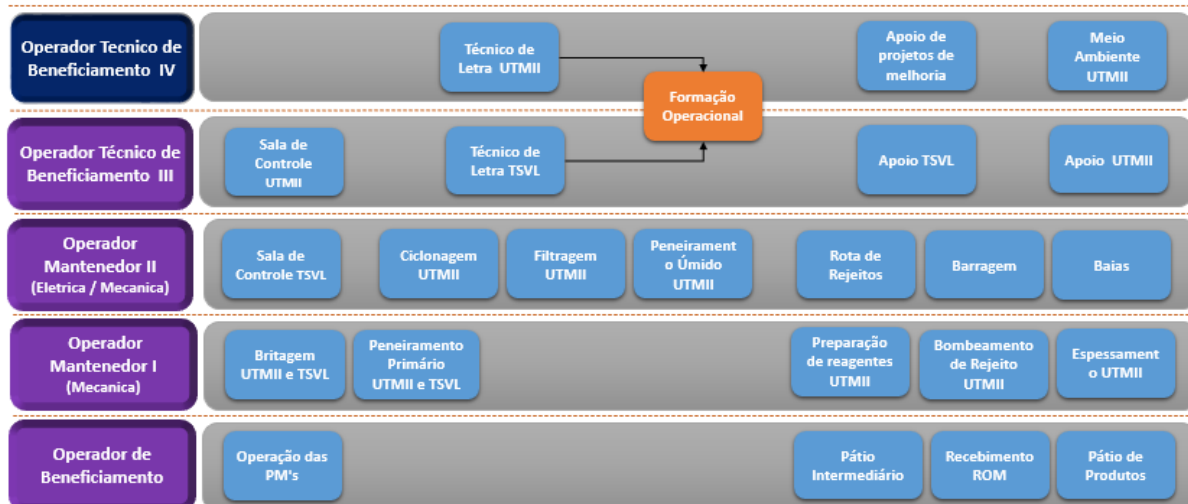 Operador Tecnico de
Beneficiamento IV
Técnico de
Letra UTMII
Apoio de
projetos de
melhoria
Meio
Ambiente
UTMII
Formação
Operacional
Operador Técnico de
Beneficiamento III
Sala de
Controle
UTMII
Técnico de
Letra TSVL
Apoio TSVL
Apoio UTMII
Operador
Mantenedor II
(Eletrica / Mecanica)
Sala de
Controle TSVL
Ciclonagem
UTMII
Filtragem
UTMII
Peneirament
o Úmido
UTMII
Rota de
Rejeitos
Barragem
Baias
Operador
Mantenedor I
(Mecanica)
Britagem
UTMII e TSVL
Peneiramento
Primário
UTMII e TSVL
Preparação
de reagentes
UTMII
Bombeamento
de Rejeito
UTMII
Espessament
o UTMII
Operador de
Beneficiamento
Operação das
PM's
Pátio
Intermediário
Recebimento
ROM
Pátio de
Produtos